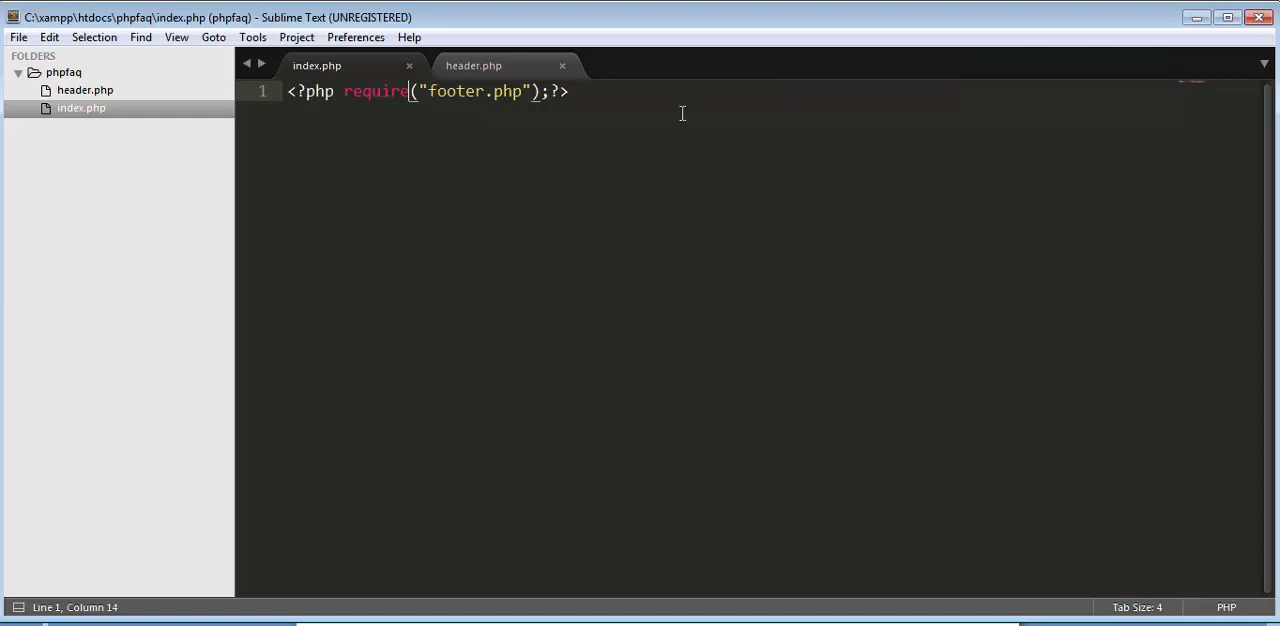 C:\xampp\htdocs\phpfaq\index.php (phpfaq) - Sublime Text (UNREGISTERED)
File Edit Selection Find View Goto Tools Project Preferences Help
FOLDERS
phpfaq
header.php
index.php
index.php × header.php ×
1 <?php require("footer.php");?>
Line 1, Column 14 Tab Size: 4 PHP